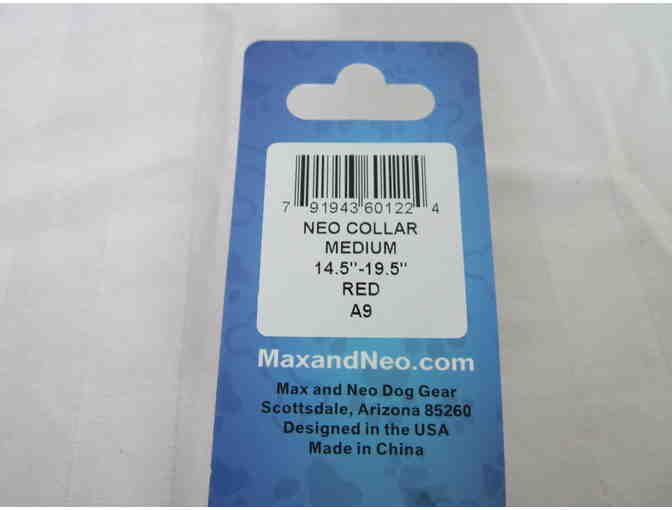 7 91943 60122 4
NEO COLLAR
MEDIUM
14.5"-19.5"
RED
A9
MaxandNeo.com
Max and Neo Dog Gear
Scottsdale, Arizona 85260
Designed in the USA
Made in China